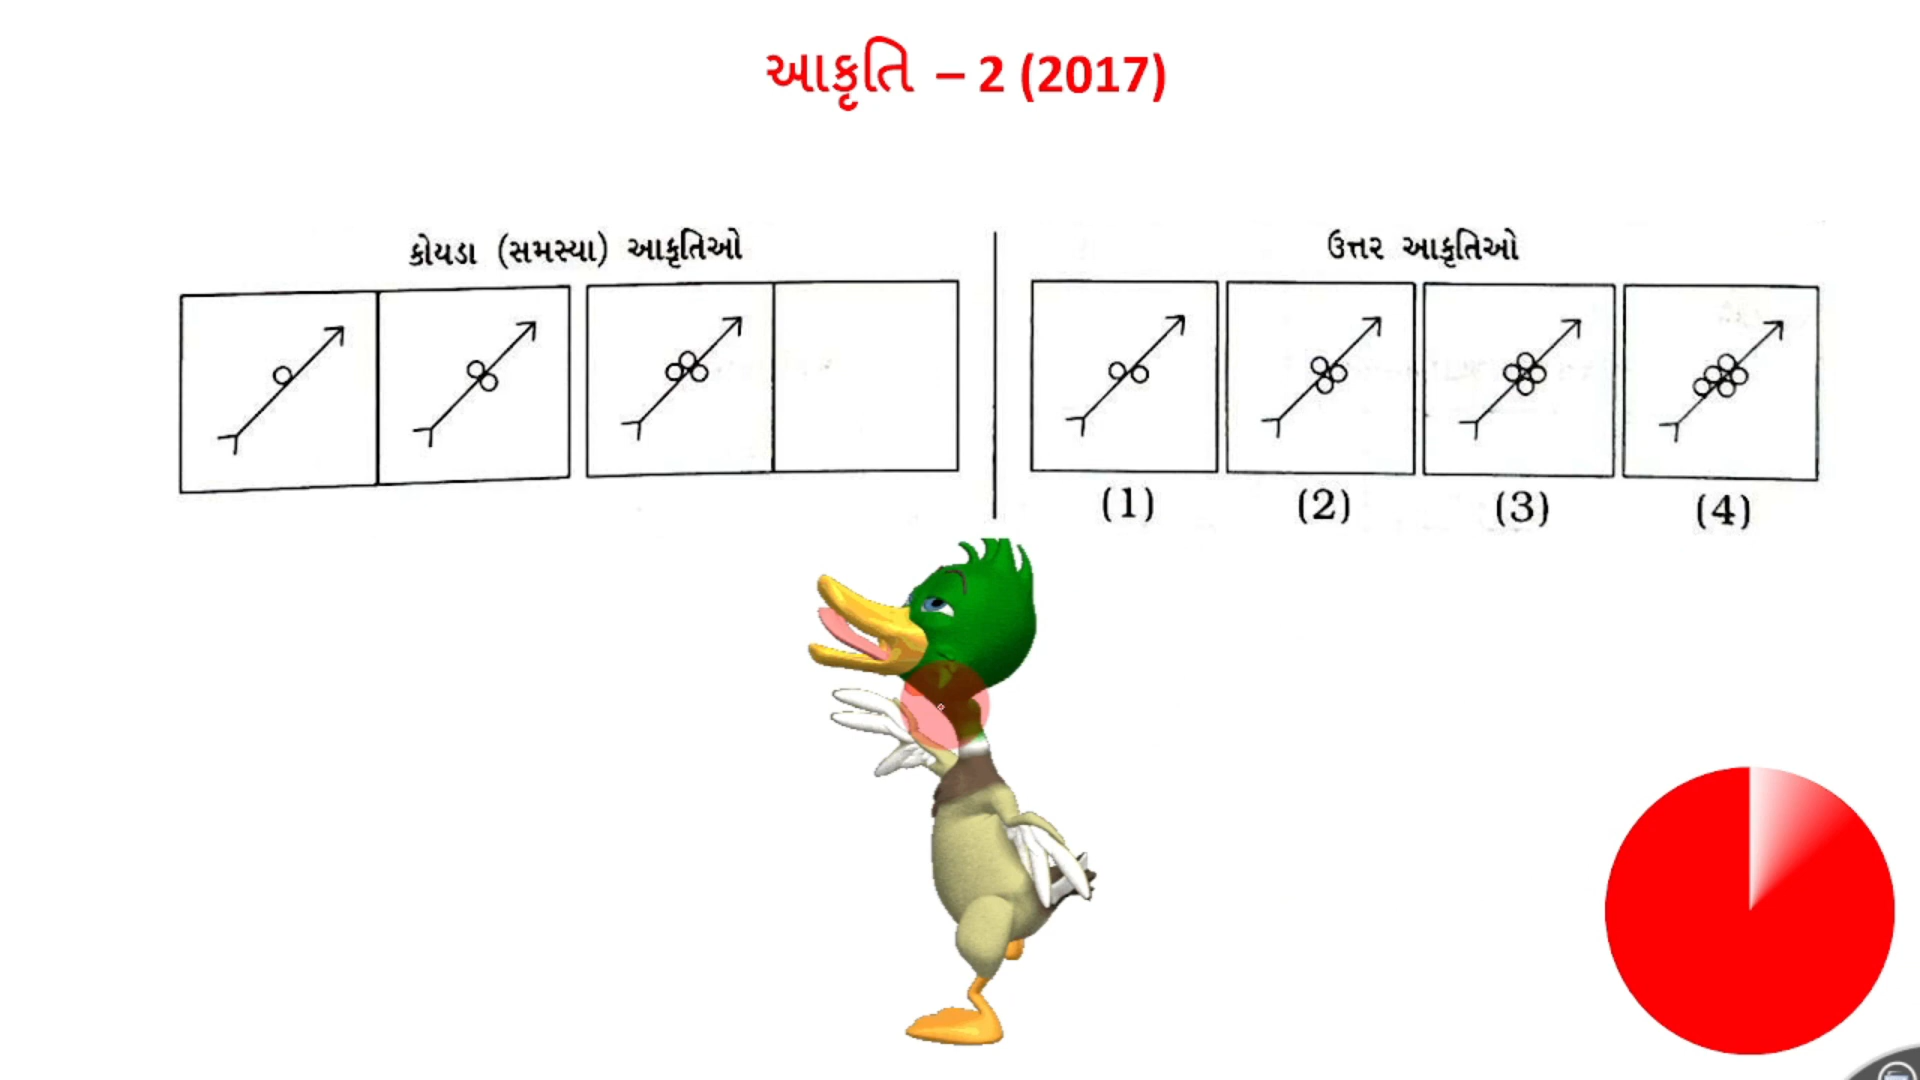 આકૃતિ – 2 (2017)
કોયડા (સમસ્યા) આકૃતિઓ
ઉત્તર આકૃતિઓ
(1) (2) (3) (4)